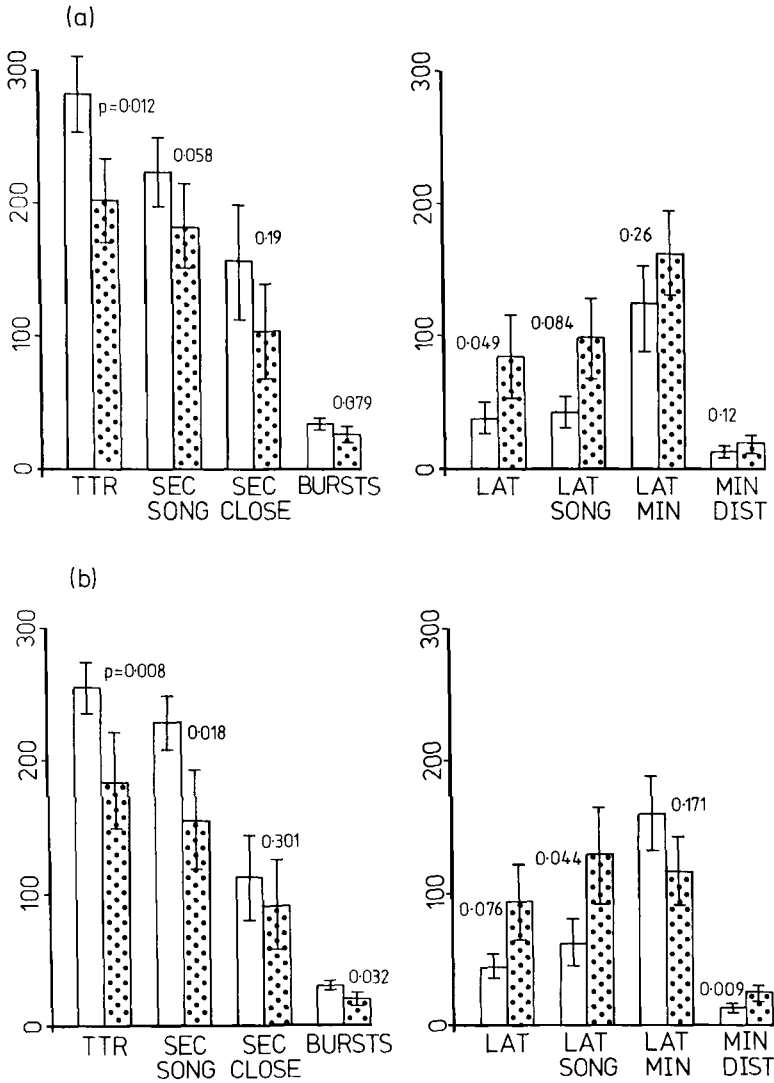 (a)
300
200
100
0
p=0·012
0·058
0·19
0·079
TTR SEC SEC BURSTS
SONG CLOSE
300
200
100
0
0·049
0·084
0·26
0·12
LAT LAT LAT MIN
SONG MIN DIST
(b)
300
200
100
0
p=0·008
0·018
0·301
0·032
TTR SEC SEC BURSTS
SONG CLOSE
300
200
100
0
0·076
0·044
0·171
0·009
LAT LAT LAT MIN
SONG MIN DIST